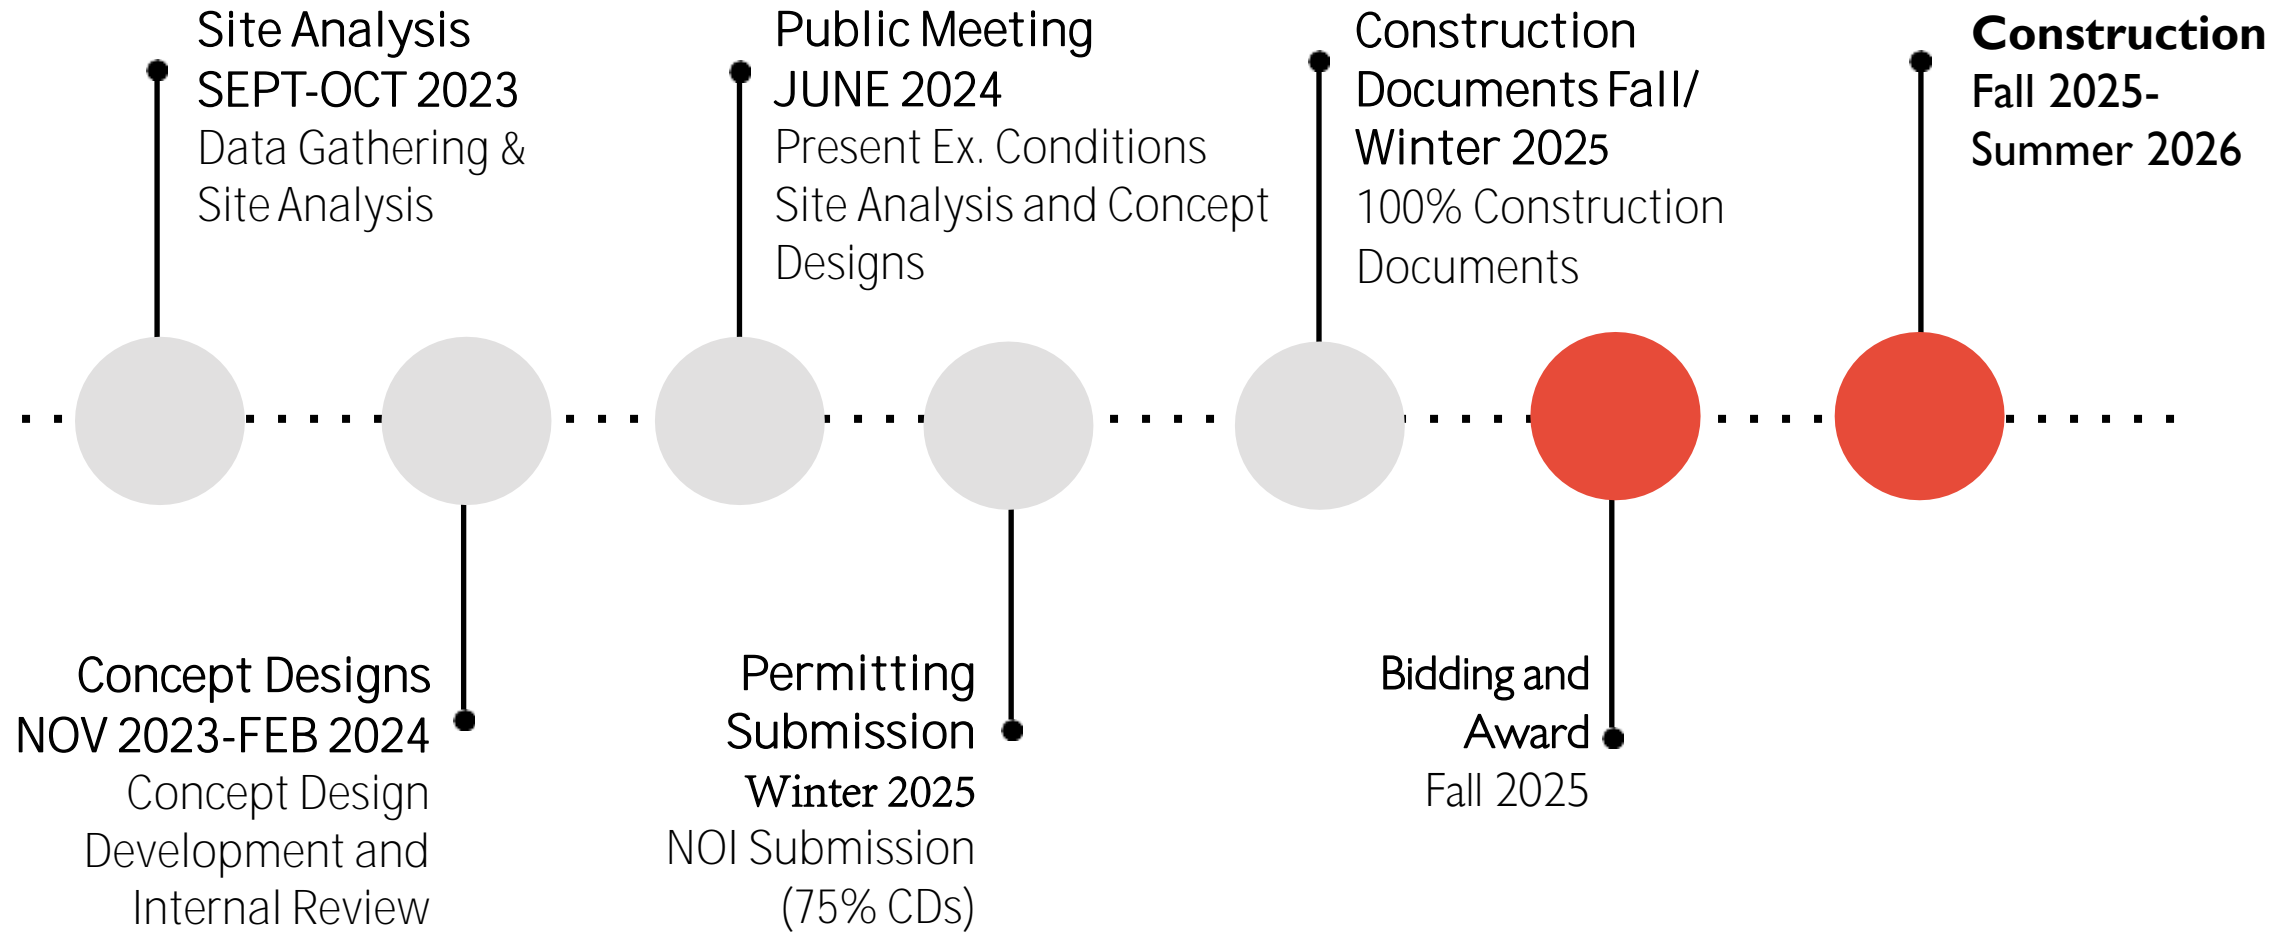 Site Analysis
SEPT-OCT 2023
Data Gathering &
Site Analysis
Concept Designs
NOV 2023-FEB 2024
Concept Design
Development and
Internal Review
Public Meeting
JUNE 2024
Present Ex. Conditions
Site Analysis and Concept
Designs
Permitting
Submission
Winter 2025
NOI Submission
(75% CDs)
Construction
Documents Fall/
Winter 2025
100% Construction
Documents
Bidding and
Award
Fall 2025
Construction
Fall 2025-
Summer 2026